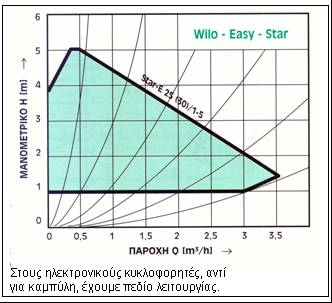 Wilo - Easy - Star
Star-E 25 (30)/1-5
ΜΑΝΟΜΕΤΡΙΚΟ H [m] →
6
5
4
3
2
1
0
0 0,5 1 1,5 2 2,5 3 3,5
ΠΑΡΟΧΗ Q [m³/h] →
Στους ηλεκτρονικούς κυκλοφορητές, αντί
για καμπύλη, έχουμε πεδίο λειτουργίας.